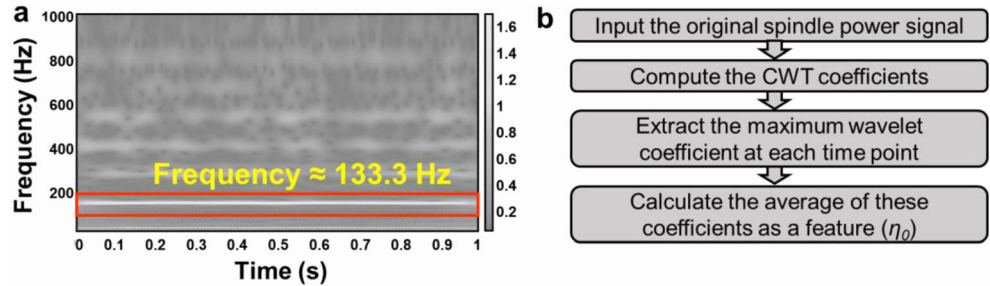 a
1000
800
600
400
200
Frequency (Hz)
Frequency ≈ 133.3 Hz
0 0.1 0.2 0.3 0.4 0.5 0.6 0.7 0.8 0.9 1
Time (s)
1.6
1.4
1.2
1
0.8
0.6
0.4
0.2
b
Input the original spindle power signal
Compute the CWT coefficients
Extract the maximum wavelet
coefficient at each time point
Calculate the average of these
coefficients as a feature (η₀)